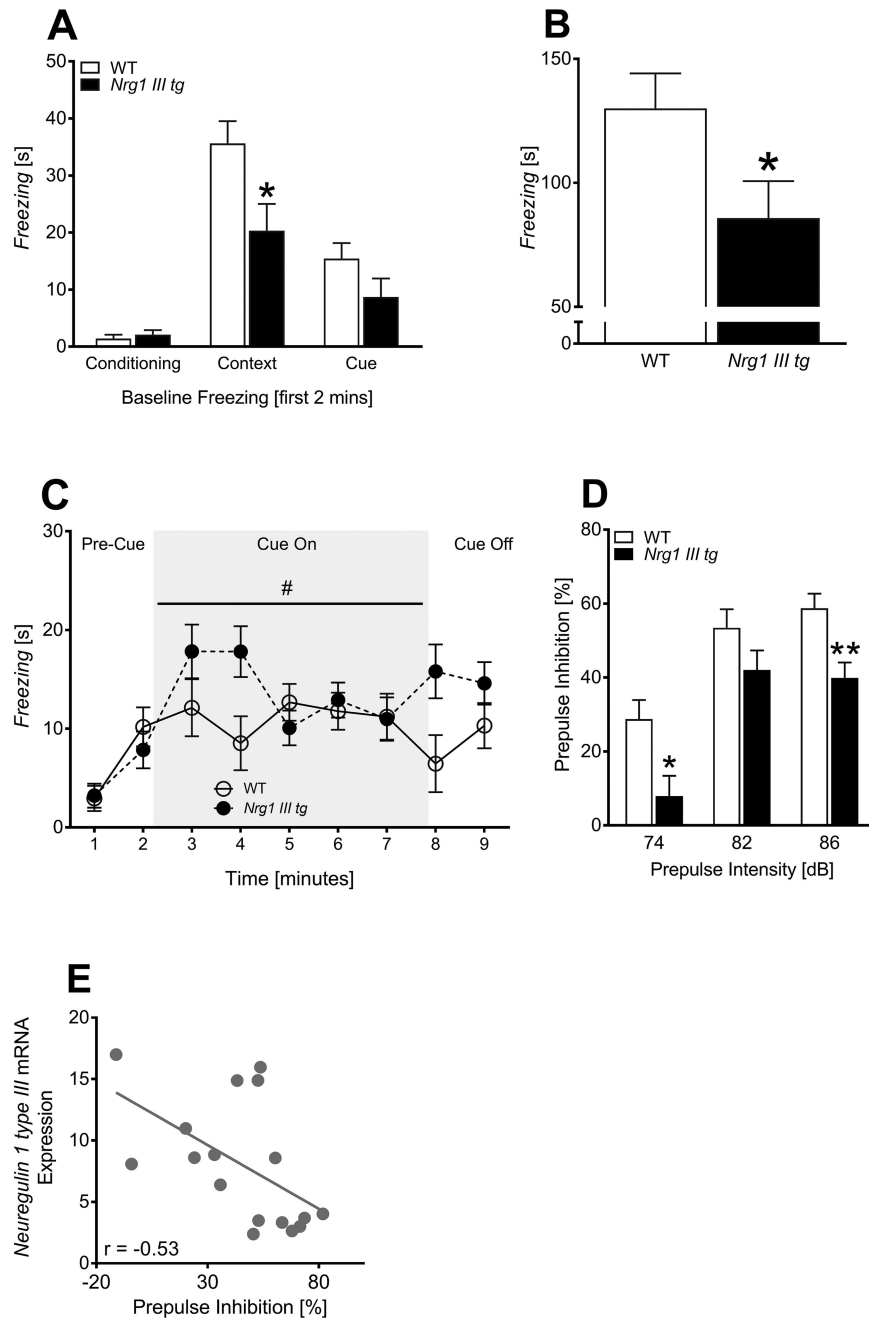 A
50
40
30
20
10
0
Freezing [s]
WT
Nrg1 III tg
*
Conditioning
Context
Cue
Baseline Freezing [first 2 mins]
B
150
100
50
0
Freezing [s]
*
WT
Nrg1 III tg
C
30
20
10
0
Freezing [s]
Pre-Cue
Cue On
Cue Off
#
WT
Nrg1 III tg
1 2 3 4 5 6 7 8 9
Time [minutes]
D
80
60
40
20
0
Prepulse Inhibition [%]
WT
Nrg1 III tg
*
**
74 82 86
Prepulse Intensity [dB]
E
20
15
10
5
0
Neuregulin 1 type III mRNA
Expression
r = -0.53
-20 30 80
Prepulse Inhibition [%]